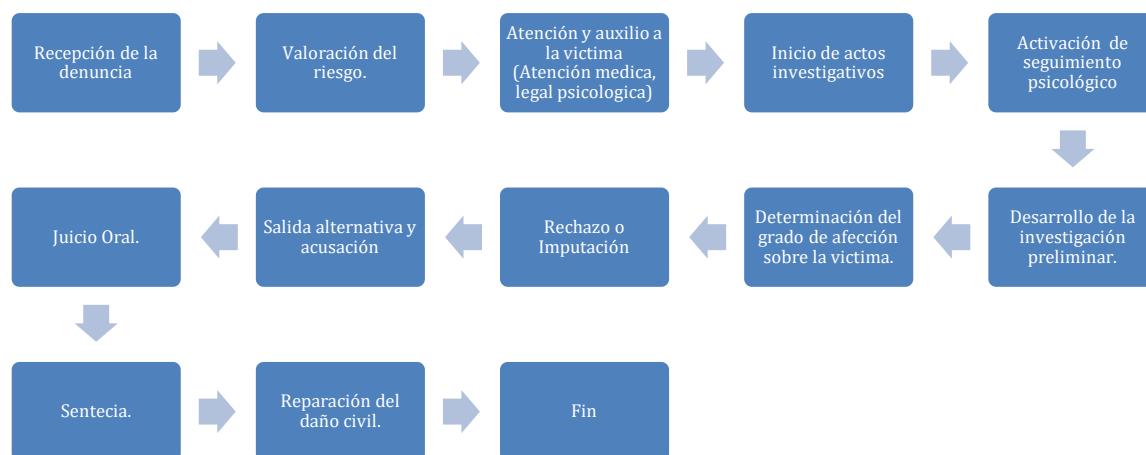 Recepción de la
denuncia
Valoración del
riesgo.
Atención y auxilio a
la victima
(Atención medica,
legal psicologica)
Inicio de actos
investigativos
Activación de
seguimiento
psicológico
Desarrollo de la
investigación
preliminar.
Determinación del
grado de afección
sobre la victima.
Rechazo o
Imputación
Salida alternativa y
acusación
Juicio Oral.
Sentecia.
Reparación del
daño civil.
Fin